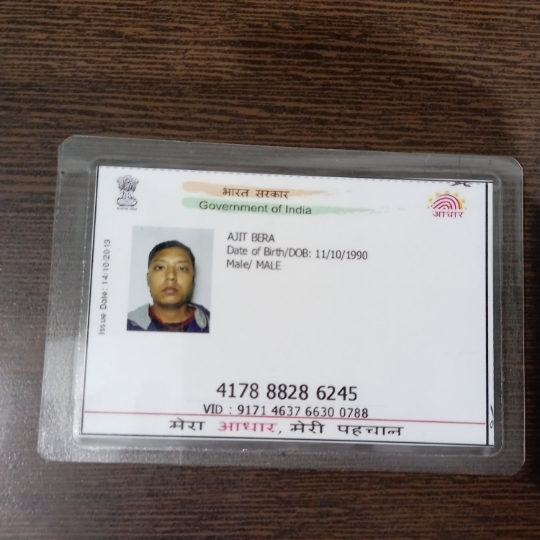 भारत सरकार
Government of India
आधार
Issue Date: 14/10/2013
AJIT BERA
Date of Birth/DOB: 11/10/1990
Male/ MALE
4178 8828 6245
VID : 9171 4637 6630 0788
मेरा आधार, मेरी पहचान